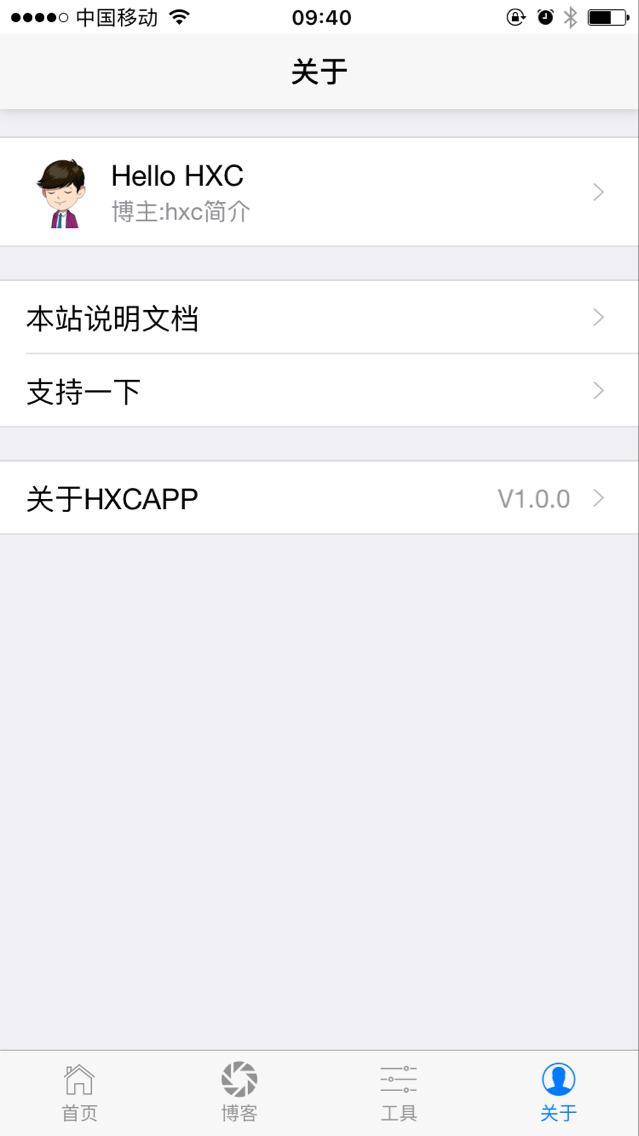 中国移动 09:40
关于
Hello HXC
博主:hxc简介
本站说明文档
支持一下
关于HXCAPP V1.0.0
首页 博客 工具 关于